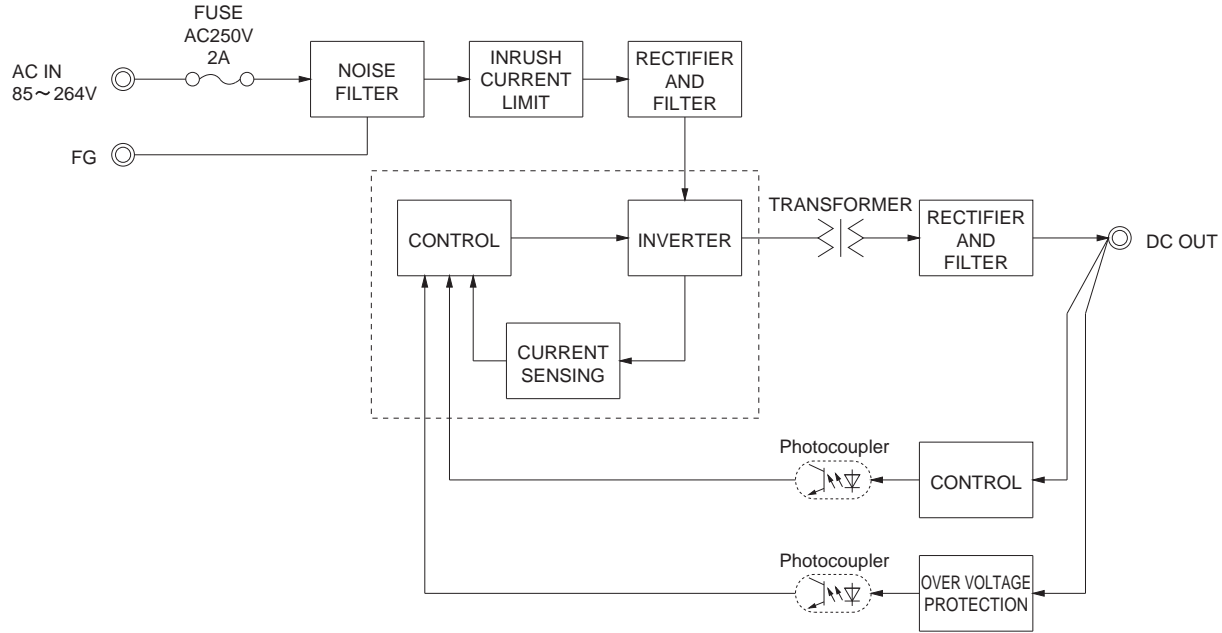 FUSE
AC250V
2A
AC IN
85～264V
NOISE
FILTER
INRUSH
CURRENT
LIMIT
RECTIFIER
AND
FILTER
FG
CONTROL
INVERTER
TRANSFORMER
RECTIFIER
AND
FILTER
DC OUT
CURRENT
SENSING
Photocoupler
CONTROL
Photocoupler
OVER VOLTAGE
PROTECTION